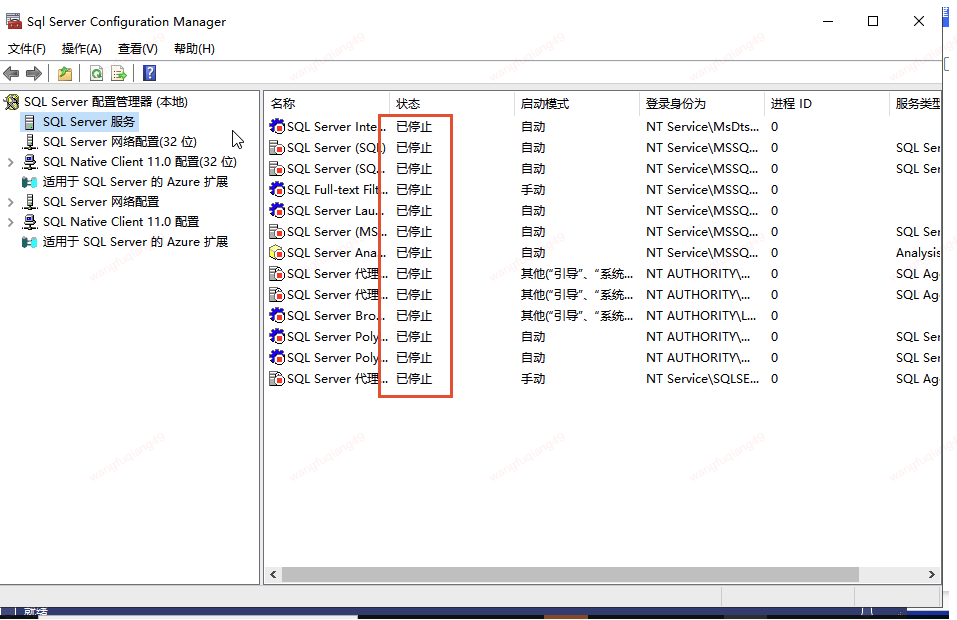 Sql Server Configuration Manager
文件(F) 操作(A) 查看(V) 帮助(H)
SQL Server 配置管理器 (本地)
SQL Server 服务
SQL Server 网络配置(32 位)
SQL Native Client 11.0 配置(32 位)
适用于 SQL Server 的 Azure 扩展
SQL Server 网络配置
SQL Native Client 11.0 配置
适用于 SQL Server 的 Azure 扩展
名称 状态 启动模式 登录身份为 进程 ID 服务类型
SQL Server Inte... 已停止 自动 NT Service\MsDts... 0
SQL Server (SQL) 已停止 自动 NT Service\MSSQ... 0 SQL Ser
SQL Server (SQ... 已停止 自动 NT Service\MSSQ... 0 SQL Ser
SQL Full-text Filt... 已停止 手动 NT Service\MSSQ... 0
SQL Server Lau... 已停止 自动 NT Service\MSSQ... 0
SQL Server (MS... 已停止 自动 NT Service\MSSQ... 0 SQL Ser
SQL Server Ana... 已停止 自动 NT Service\MSSQ... 0 Analysis
SQL Server 代理... 已停止 其他("引导"、"系统... NT AUTHORITY\... 0 SQL Ag
SQL Server 代理... 已停止 其他("引导"、"系统... NT AUTHORITY\... 0 SQL Ag
SQL Server Bro... 已停止 其他("引导"、"系统... NT AUTHORITY\L... 0
SQL Server Poly... 已停止 自动 NT AUTHORITY\... 0 SQL Ser
SQL Server Poly... 已停止 自动 NT AUTHORITY\... 0 SQL Ser
SQL Server 代理... 已停止 手动 NT Service\SQLSE... 0 SQL Ag
就绪
wangfuqiang49